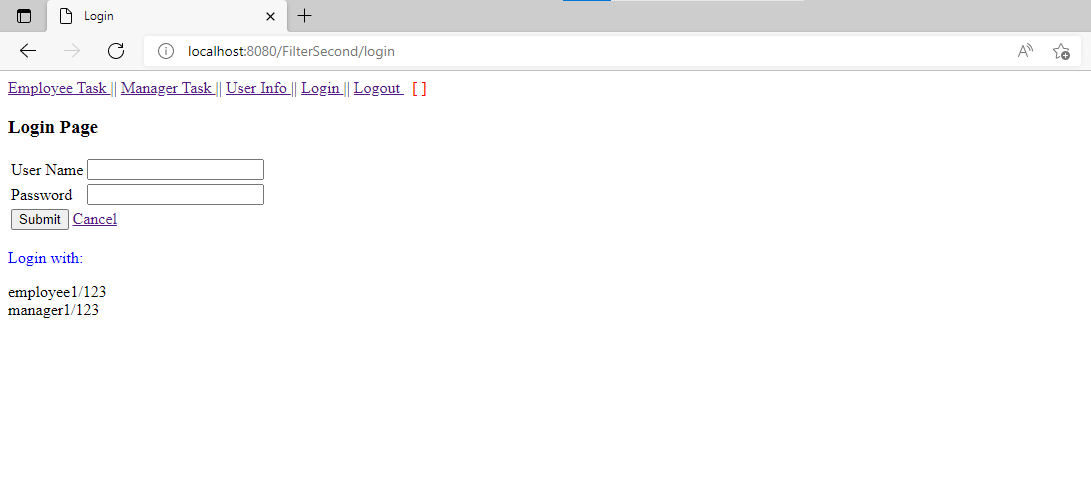 Login
localhost:8080/FilterSecond/login
Employee Task || Manager Task || User Info || Login || Logout [ ]
Login Page
User Name
Password
Submit Cancel
Login with:
employee1/123
manager1/123